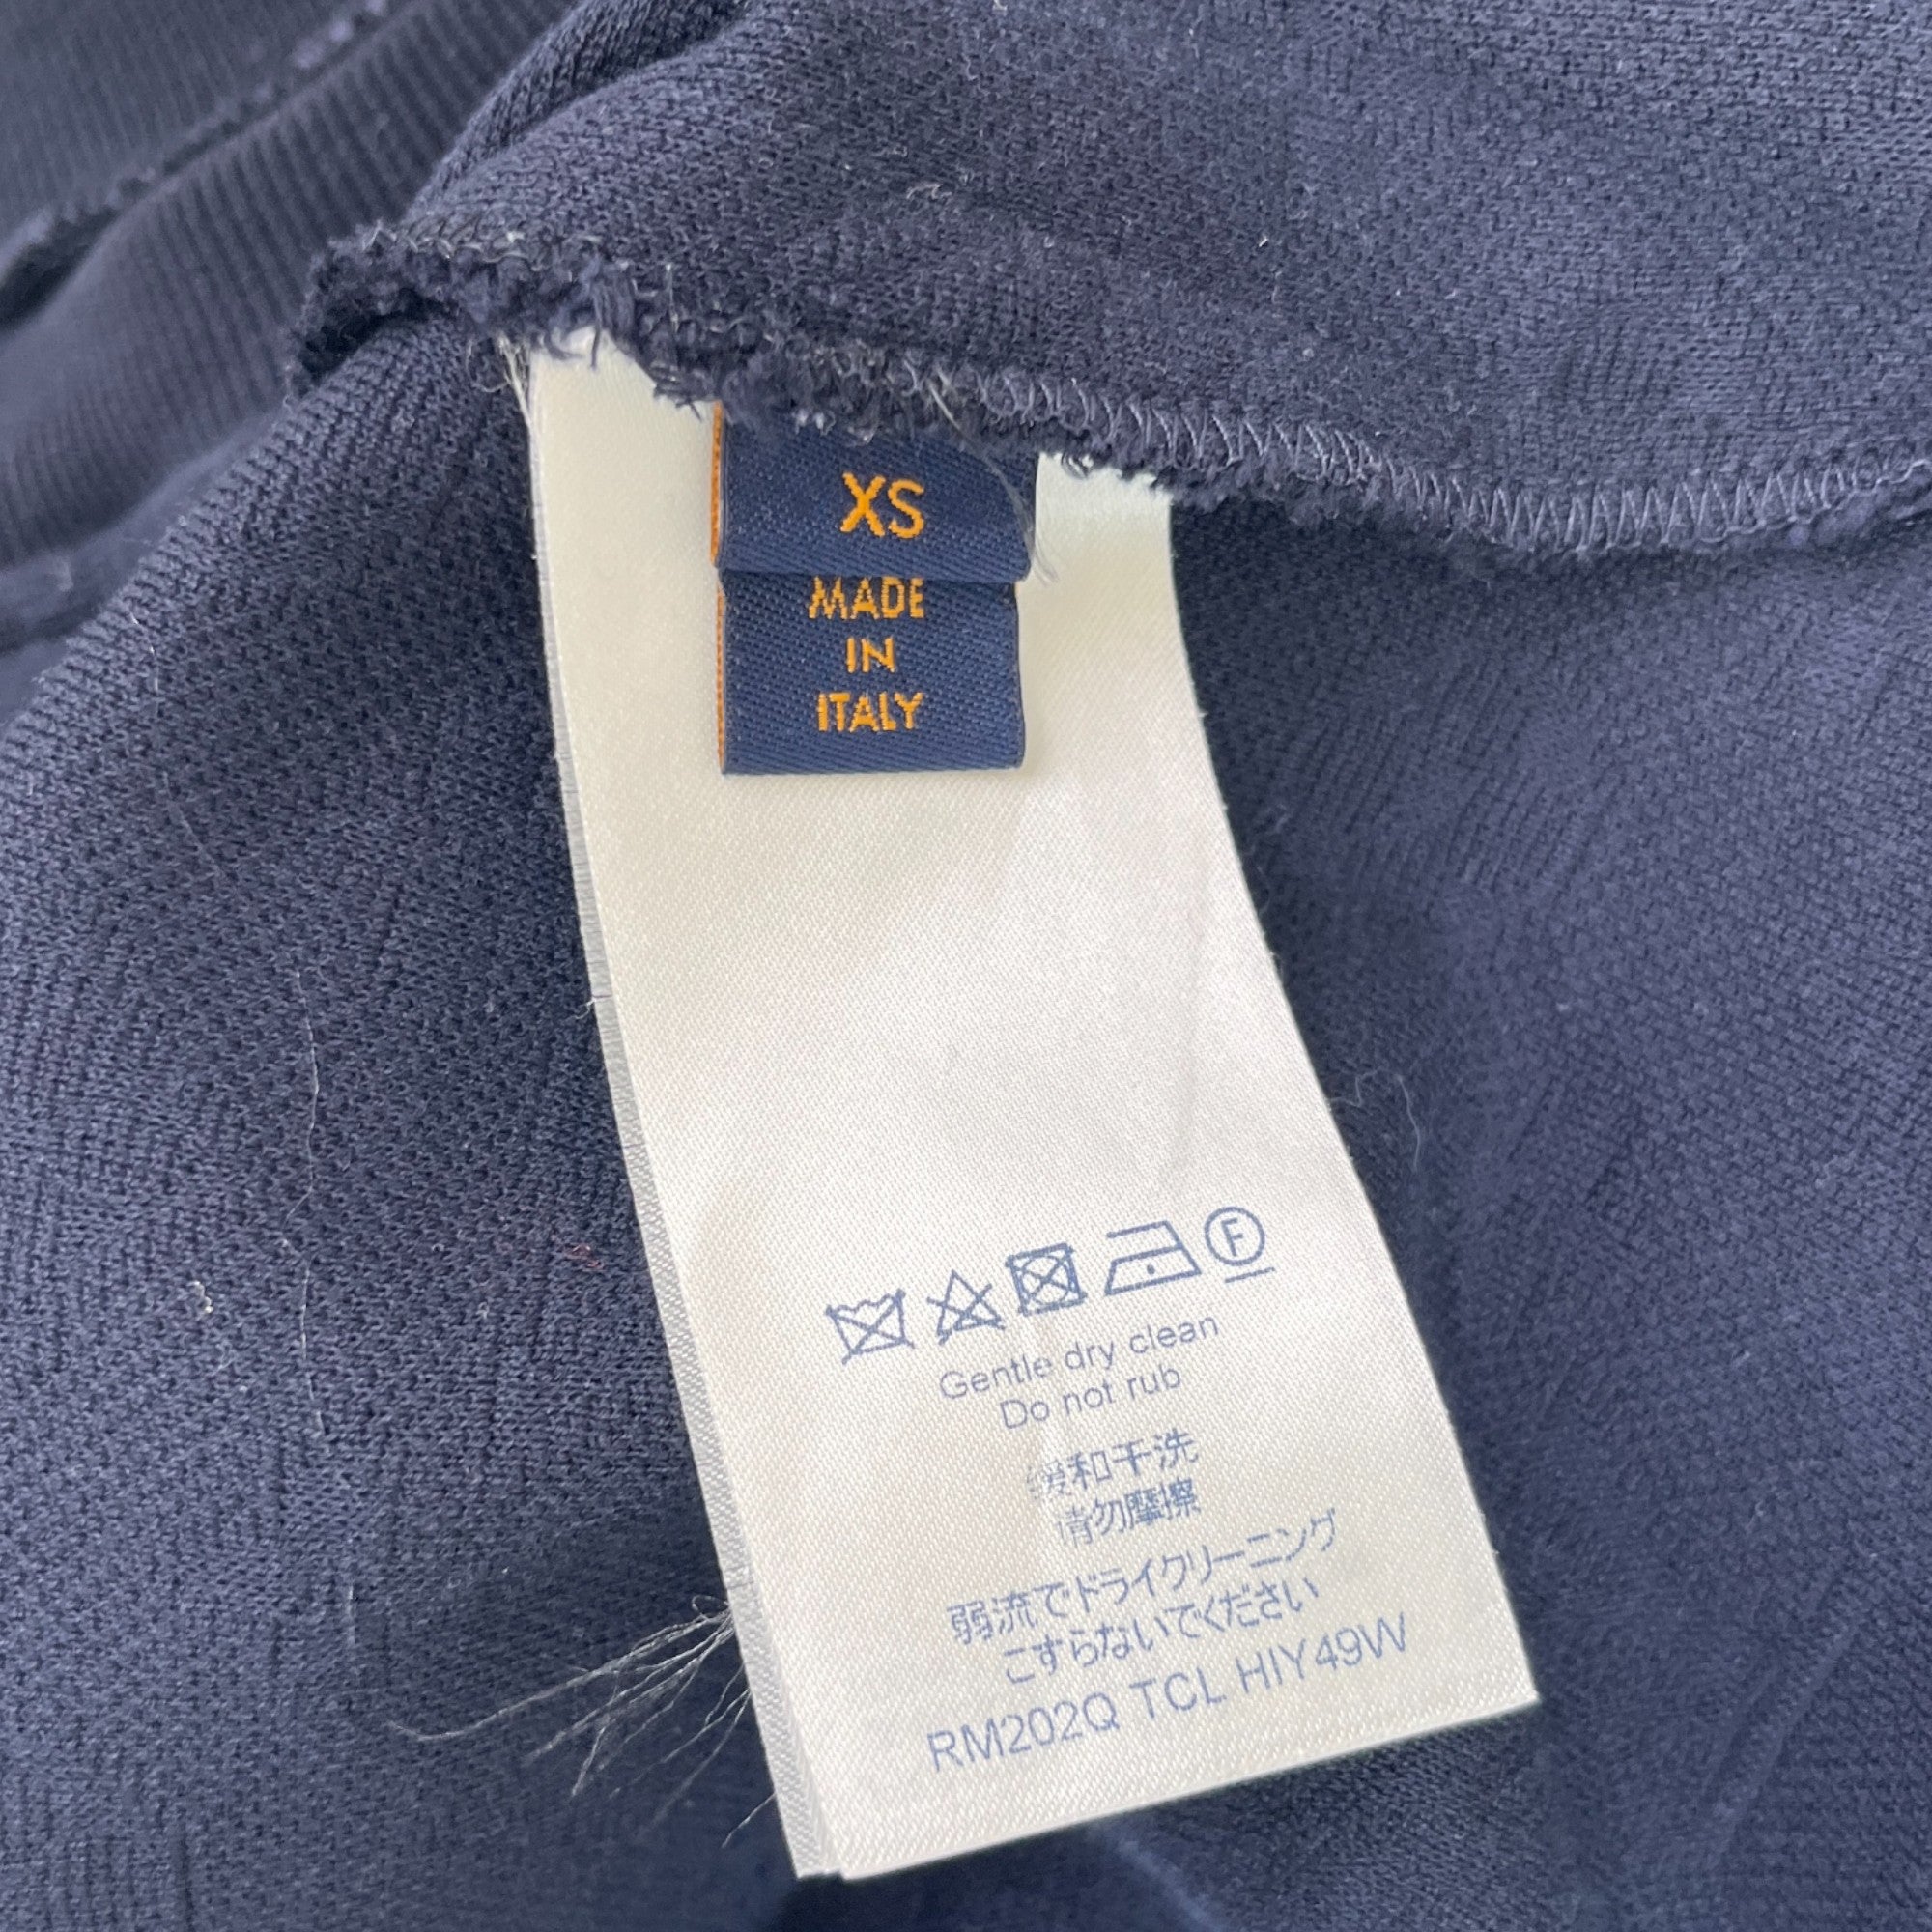 XS
MADE
IN
ITALY
F
Gentle dry clean
Do not rub
缓和干洗
请勿摩擦
弱流でドライクリーニング
こすらないでください
RM202Q TCL HIY49W